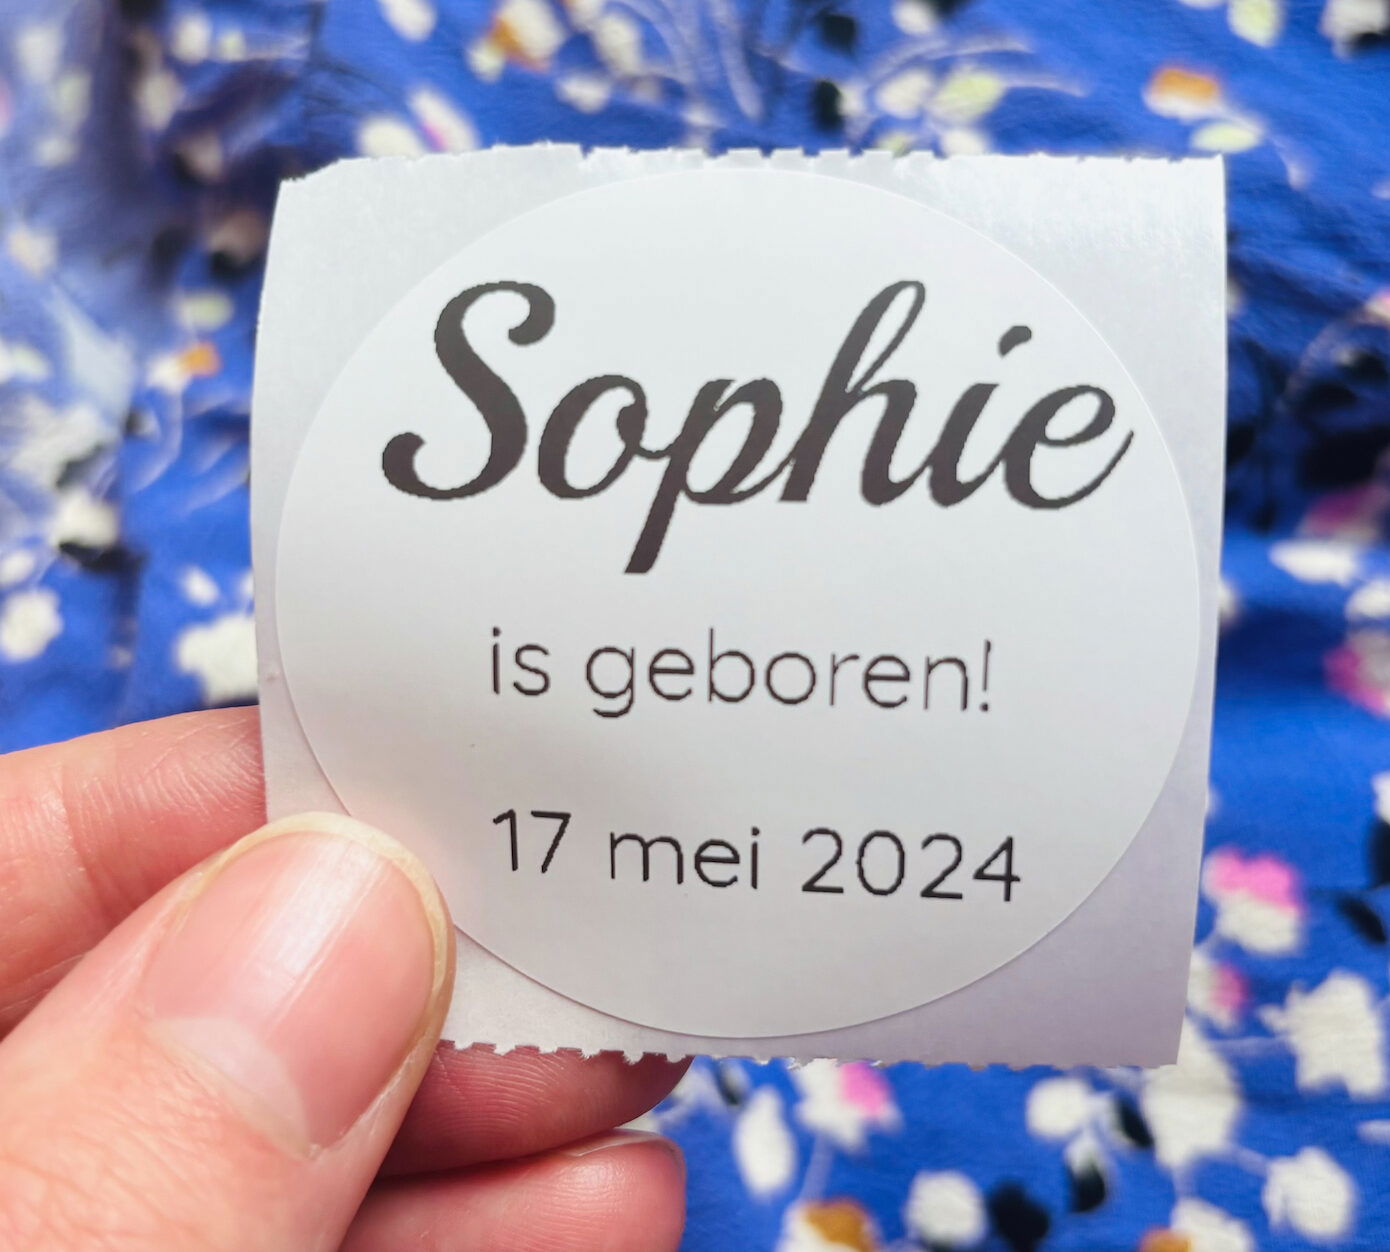 Sophie
is geboren!
17 mei 2024